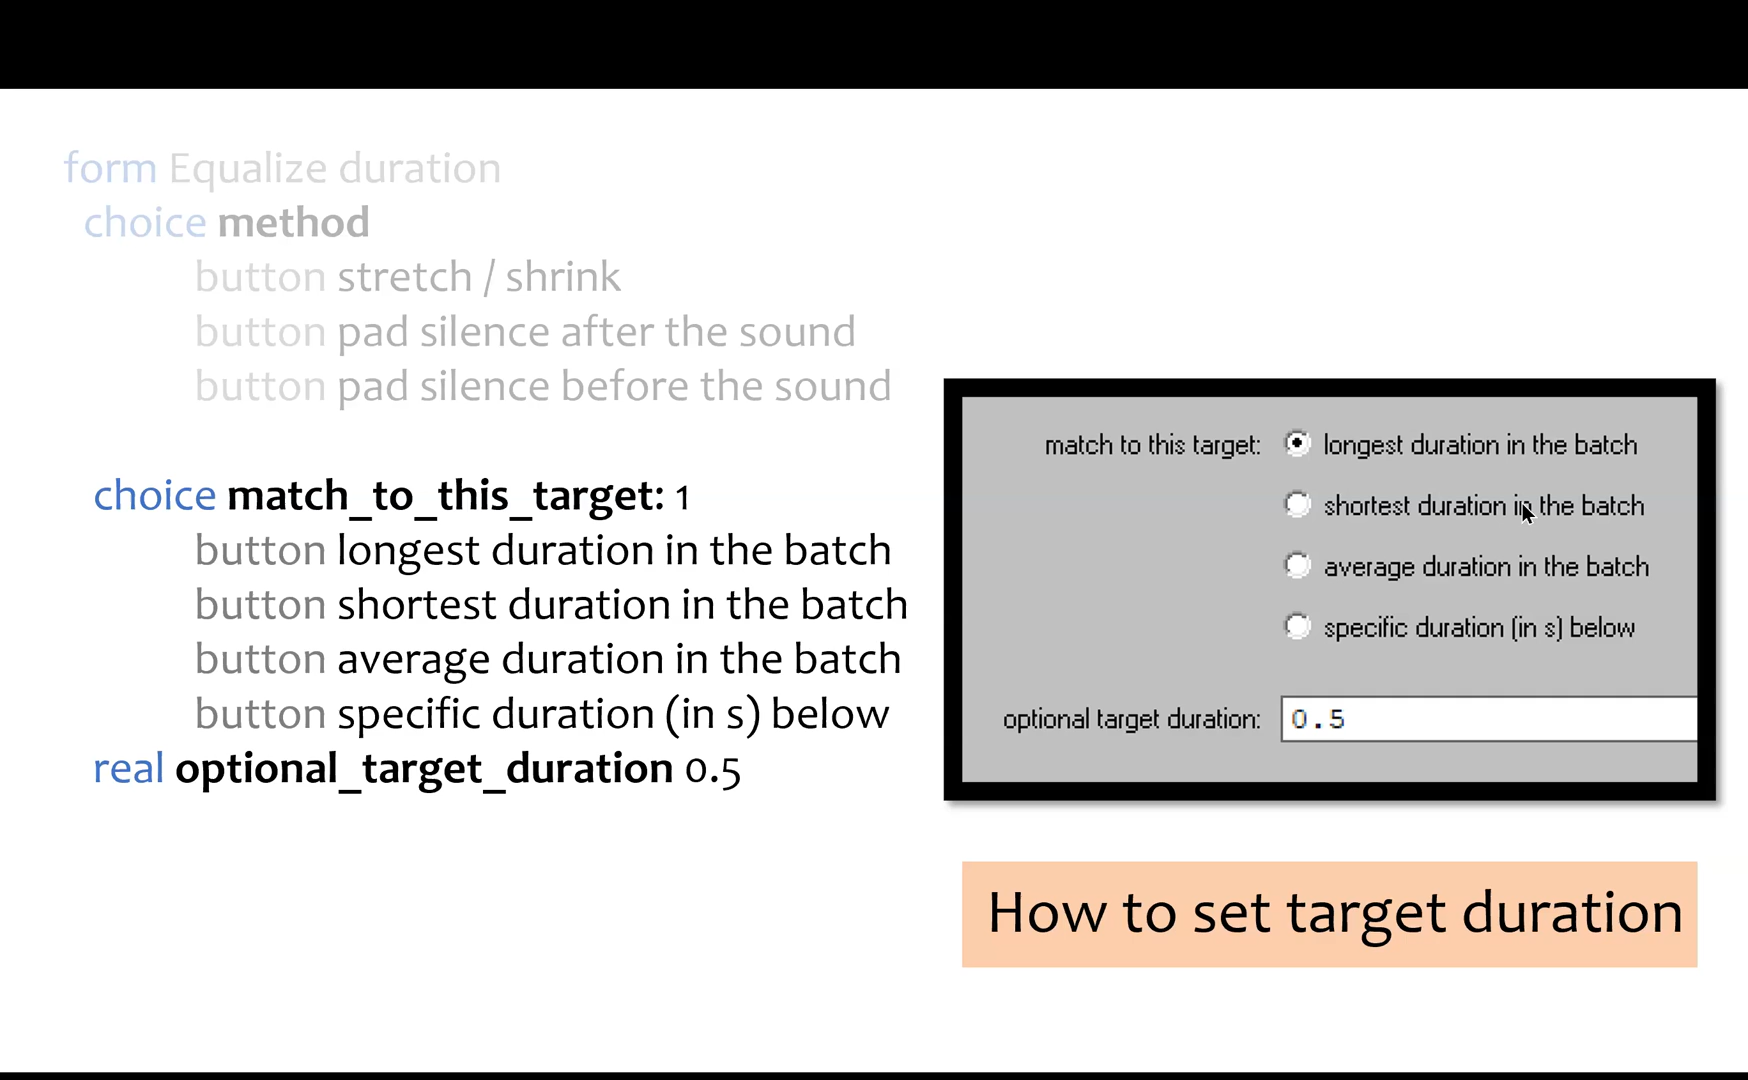 form Equalize duration
choice method
button stretch / shrink
button pad silence after the sound
button pad silence before the sound
choice match_to_this_target: 1
button longest duration in the batch
button shortest duration in the batch
button average duration in the batch
button specific duration (in s) below
real optional_target_duration 0.5
match to this target: longest duration in the batch
shortest duration in the batch
average duration in the batch
specific duration (in s) below
optional target duration: 0.5
How to set target duration